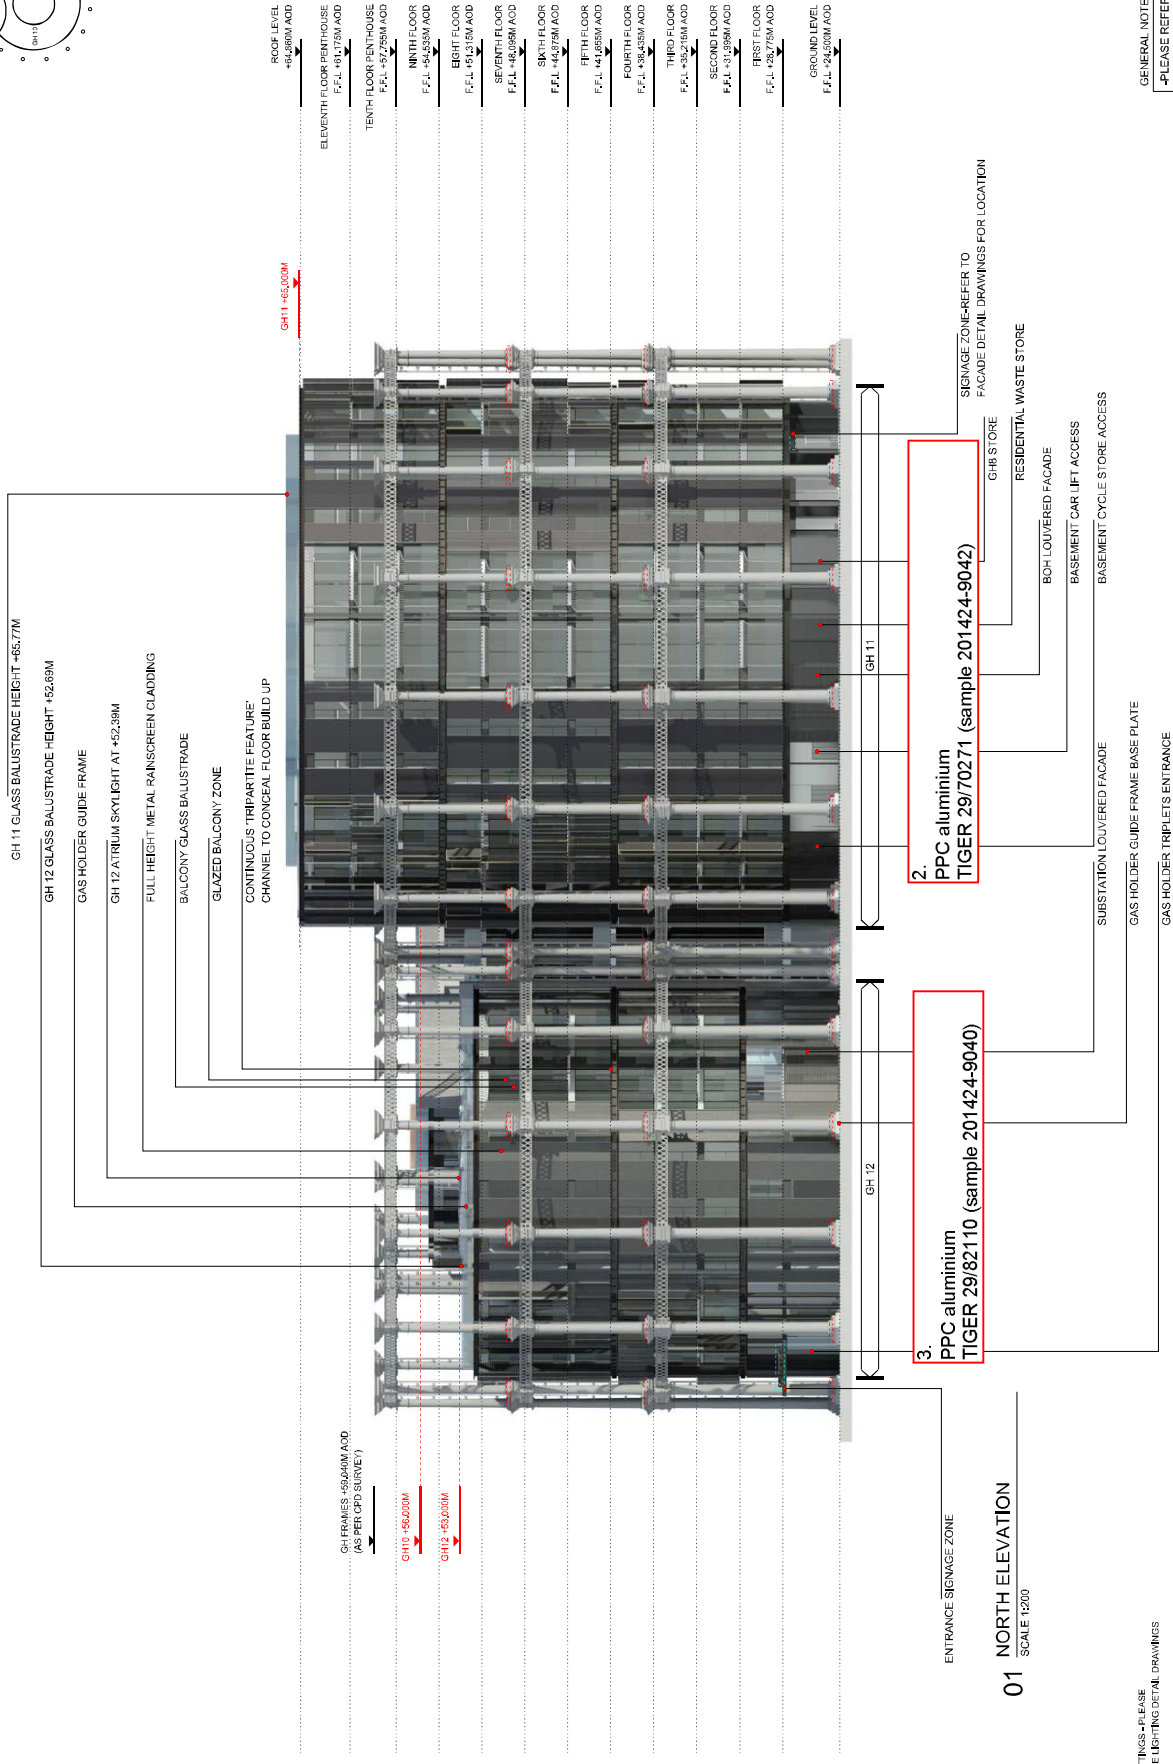 GH 11 GLASS BALUSTRADE HEIGHT +65.77M
GH 12 GLASS BALUSTRADE HEIGHT +52.69M
GAS HOLDER GUIDE FRAME
GH 12 ATRIUM SKYLIGHT AT +52.39M
FULL HEIGHT METAL RAINSCREEN CLADDING
BALCONY GLASS BALUSTRADE
GLAZED BALCONY ZONE
CONTINUOUS 'TRIPARTITE FEATURE'
CHANNEL TO CONCEAL FLOOR BUILD UP
GH FRAMES +59.040M AOD
(AS PER CPD SURVEY)
GH10 +56.000M
GH12 +53.000M
GH11 +65.000M
ROOF LEVEL
+64.860M AOD
ELEVENTH FLOOR PENTHOUSE
F.F.L +61.175M AOD
TENTH FLOOR PENTHOUSE
F.F.L +57.755M AOD
NINTH FLOOR
F.F.L +54.535M AOD
EIGHT FLOOR
F.F.L +51.315M AOD
SEVENTH FLOOR
F.F.L +48.095M AOD
SIXTH FLOOR
F.F.L +44.875M AOD
FIFTH FLOOR
F.F.L +41.655M AOD
FOURTH FLOOR
F.F.L +38.435M AOD
THIRD FLOOR
F.F.L +35.215M AOD
SECOND FLOOR
F.F.L +31.995M AOD
FIRST FLOOR
F.F.L +28.775M AOD
GROUND LEVEL
F.F.L +24.500M AOD
GH 12
GH 11
SIGNAGE ZONE-REFER TO
FACADE DETAIL DRAWINGS FOR LOCATION
GHB STORE
RESIDENTIAL WASTE STORE
BOH LOUVERED FACADE
BASEMENT CAR LIFT ACCESS
BASEMENT CYCLE STORE ACCESS
2.
PPC aluminium
TIGER 29/70271 (sample 201424-9042)
3.
PPC aluminium
TIGER 29/82110 (sample 201424-9040)
SUBSTATION LOUVERED FACADE
GAS HOLDER GUIDE FRAME BASE PLATE
GAS HOLDER TRIPLETS ENTRANCE
ENTRANCE SIGNAGE ZONE
01 NORTH ELEVATION
SCALE 1:200
GENERAL NOTE
-PLEASE REFER
TINGS - PLEASE
E LIGHTING DETAIL DRAWINGS
GH 10